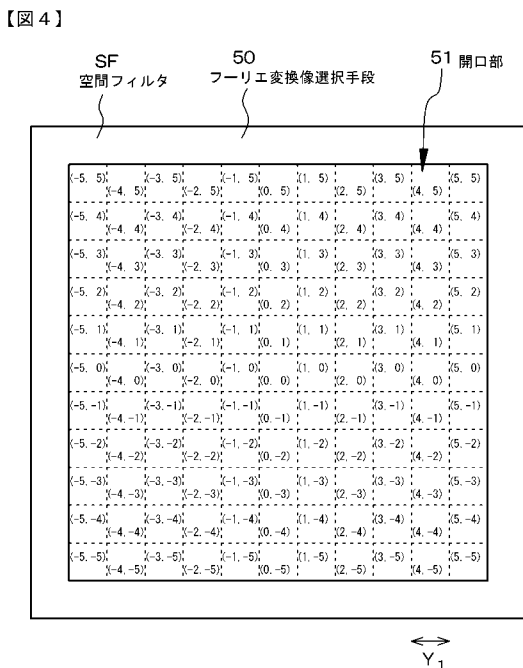 【図４】
SF
空間フィルタ
50
フーリエ変換像選択手段
51 開口部
(-5, 5) (-4, 5) (-3, 5) (-2, 5) (-1, 5) (0, 5) (1, 5) (2, 5) (3, 5) (4, 5) (5, 5)
(-5, 4) (-4, 4) (-3, 4) (-2, 4) (-1, 4) (0, 4) (1, 4) (2, 4) (3, 4) (4, 4) (5, 4)
(-5, 3) (-4, 3) (-3, 3) (-2, 3) (-1, 3) (0, 3) (1, 3) (2, 3) (3, 3) (4, 3) (5, 3)
(-5, 2) (-4, 2) (-3, 2) (-2, 2) (-1, 2) (0, 2) (1, 2) (2, 2) (3, 2) (4, 2) (5, 2)
(-5, 1) (-4, 1) (-3, 1) (-2, 1) (-1, 1) (0, 1) (1, 1) (2, 1) (3, 1) (4, 1) (5, 1)
(-5, 0) (-4, 0) (-3, 0) (-2, 0) (-1, 0) (0, 0) (1, 0) (2, 0) (3, 0) (4, 0) (5, 0)
(-5,-1) (-4,-1) (-3,-1) (-2,-1) (-1,-1) (0,-1) (1,-1) (2,-1) (3,-1) (4,-1) (5,-1)
(-5,-2) (-4,-2) (-3,-2) (-2,-2) (-1,-2) (0,-2) (1,-2) (2,-2) (3,-2) (4,-2) (5,-2)
(-5,-3) (-4,-3) (-3,-3) (-2,-3) (-1,-3) (0,-3) (1,-3) (2,-3) (3,-3) (4,-3) (5,-3)
(-5,-4) (-4,-4) (-3,-4) (-2,-4) (-1,-4) (0,-4) (1,-4) (2,-4) (3,-4) (4,-4) (5,-4)
(-5,-5) (-4,-5) (-3,-5) (-2,-5) (-1,-5) (0,-5) (1,-5) (2,-5) (3,-5) (4,-5) (5,-5)
Y₁